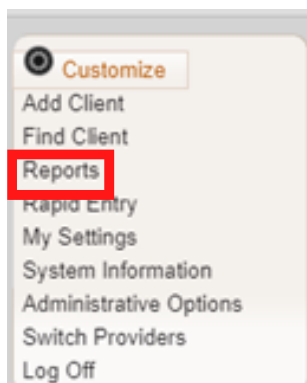 Customize
Add Client
Find Client
Reports
Rapid Entry
My Settings
System Information
Administrative Options
Switch Providers
Log Off